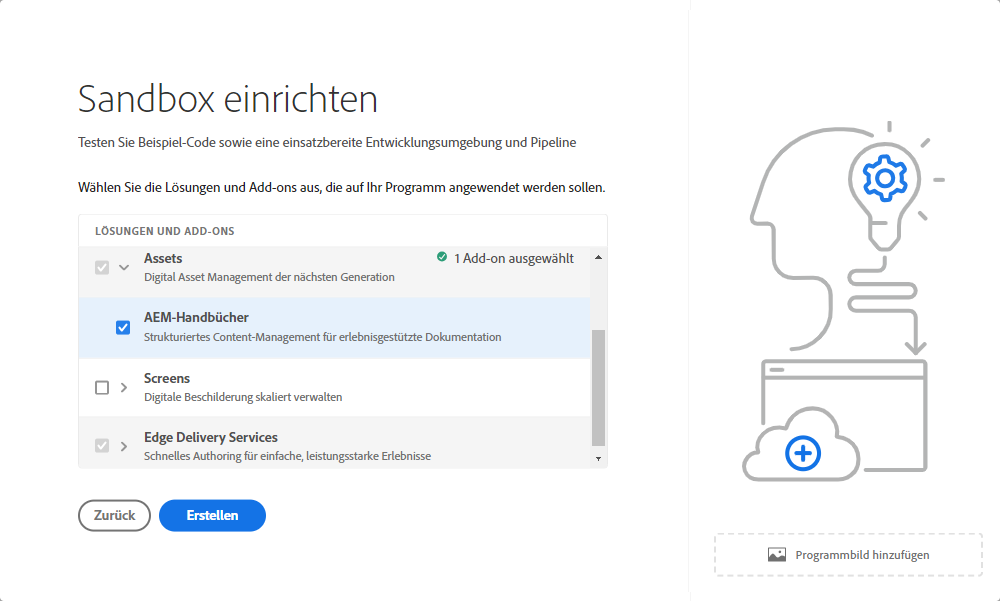 Sandbox einrichten
Testen Sie Beispiel-Code sowie eine einsatzbereite Entwicklungsumgebung und Pipeline
Wählen Sie die Lösungen und Add-ons aus, die auf Ihr Programm angewendet werden sollen.
LÖSUNGEN UND ADD-ONS
Assets
1 Add-on ausgewählt
Digital Asset Management der nächsten Generation
AEM-Handbücher
Strukturiertes Content-Management für erlebnisgestützte Dokumentation
Screens
Digitale Beschilderung skaliert verwalten
Edge Delivery Services
Schnelles Authoring für einfache, leistungsstarke Erlebnisse
Zurück
Erstellen
Programmbild hinzufügen